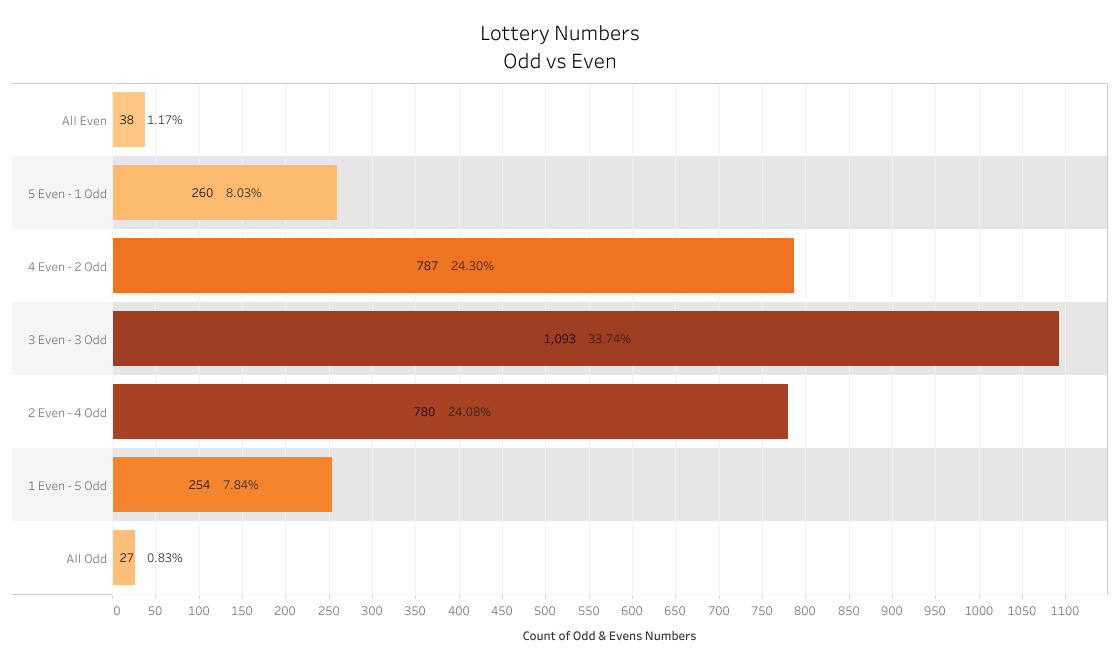 Lottery Numbers
Odd vs Even
All Even 38 1.17%
5 Even - 1 Odd 260 8.03%
4 Even - 2 Odd 787 24.30%
3 Even - 3 Odd 1,093 33.74%
2 Even - 4 Odd 780 24.08%
1 Even - 5 Odd 254 7.84%
All Odd 27 0.83%
0 50 100 150 200 250 300 350 400 450 500 550 600 650 700 750 800 850 900 950 1000 1050 1100
Count of Odd & Evens Numbers